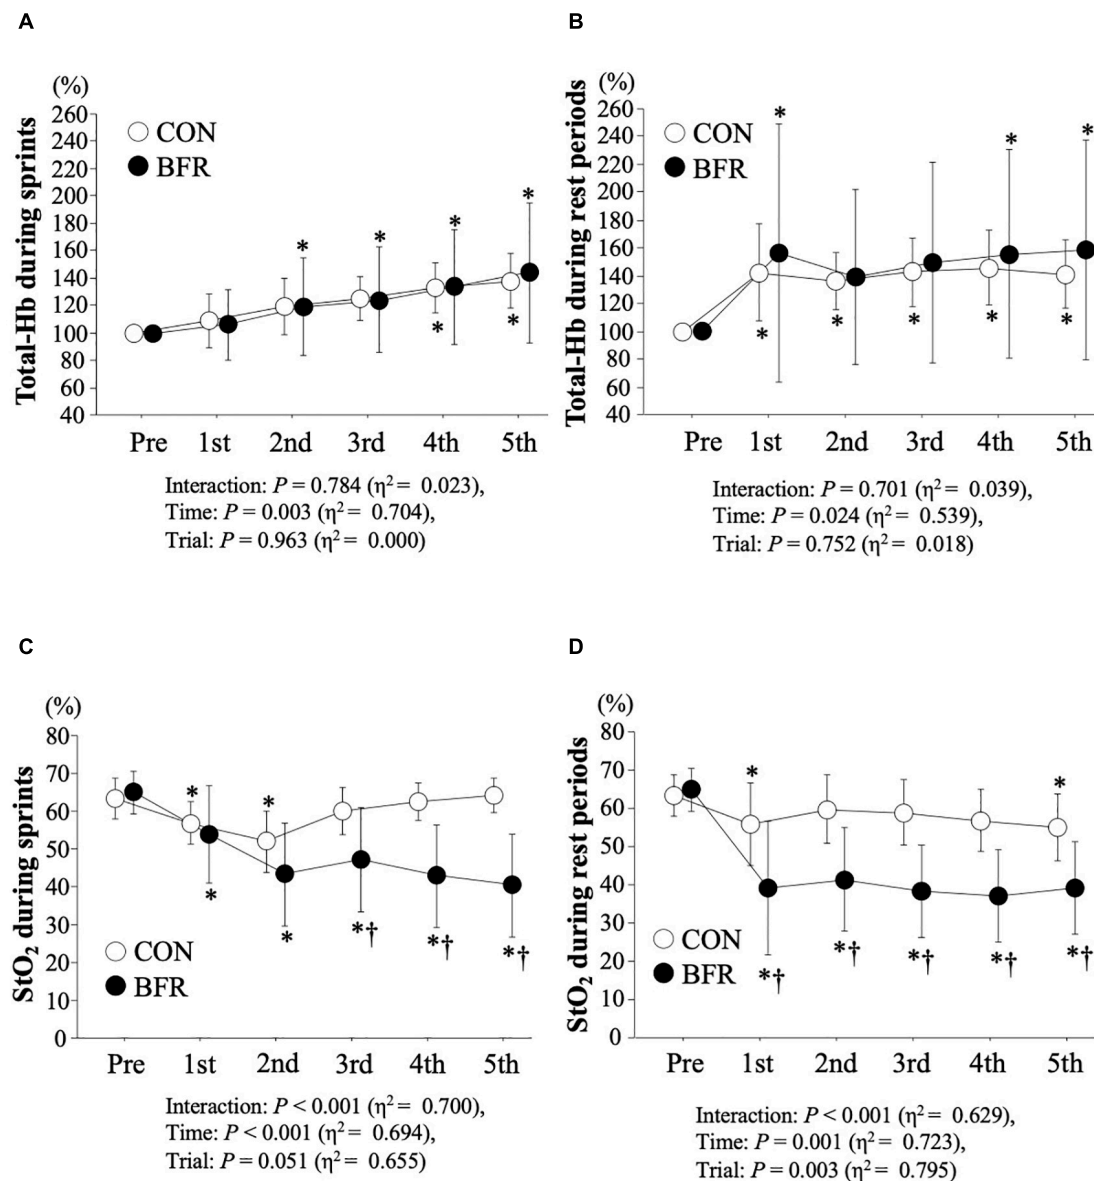 A
(%)
Total-Hb during sprints
260
240
220
200
180
160
140
120
100
80
60
40
CON
BFR
*
*
*
*
*
*
Pre 1st 2nd 3rd 4th 5th
Interaction: P = 0.784 (η² = 0.023),
Time: P = 0.003 (η² = 0.704),
Trial: P = 0.963 (η² = 0.000)
B
(%)
Total-Hb during rest periods
260
240
220
200
180
160
140
120
100
80
60
40
CON
BFR
*
*
*
*
*
*
*
*
Pre 1st 2nd 3rd 4th 5th
Interaction: P = 0.701 (η² = 0.039),
Time: P = 0.024 (η² = 0.539),
Trial: P = 0.752 (η² = 0.018)
C
(%)
StO₂ during sprints
80
70
60
50
40
30
20
10
0
*
*
*
*
*†
*†
*†
CON
BFR
Pre 1st 2nd 3rd 4th 5th
Interaction: P < 0.001 (η² = 0.700),
Time: P < 0.001 (η² = 0.694),
Trial: P = 0.051 (η² = 0.655)
D
(%)
StO₂ during rest periods
80
70
60
50
40
30
20
10
0
*
*
*†
*†
*†
*†
*†
CON
BFR
Pre 1st 2nd 3rd 4th 5th
Interaction: P < 0.001 (η² = 0.629),
Time: P = 0.001 (η² = 0.723),
Trial: P = 0.003 (η² = 0.795)